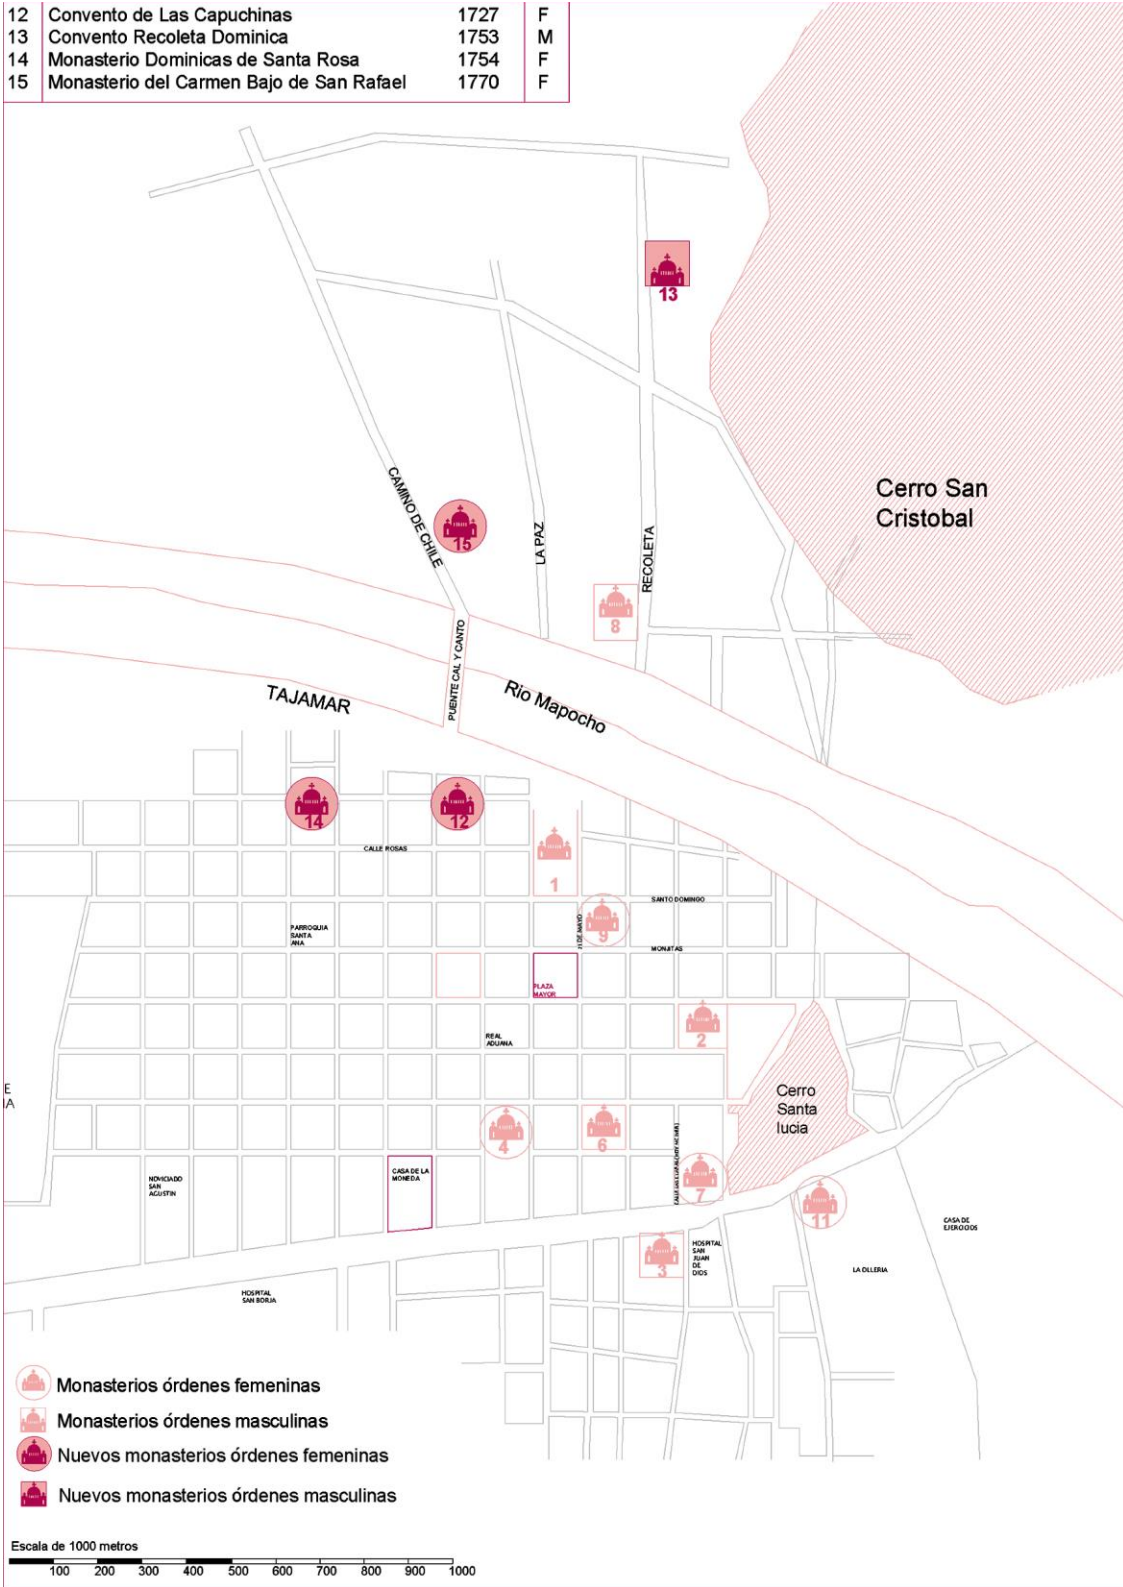 12 Convento de Las Capuchinas 1727 F
13 Convento Recoleta Dominica 1753 M
14 Monasterio Dominicas de Santa Rosa 1754 F
15 Monasterio del Carmen Bajo de San Rafael 1770 F
13
Cerro San
Cristobal
CAMINO DE CHILE
15
LA PAZ
RECOLETA
8
PUENTE CAL Y CANTO
TAJAMAR
Rio Mapocho
14
12
CALLE ROSAS
1
SANTO DOMINGO
PARROQUIA
SANTA
ANA
21 DE MAYO
9
MONJITAS
PLAZA
MAYOR
2
REAL
ADUANA
E
IA
Cerro
Santa
lucia
4
6
NOVICIADO
SAN
AGUSTIN
CASA DE LA
MONEDA
7
11
CASA DE
EJERCICIOS
HOSPITAL
SAN
JUAN
DE
DIOS
3
LA OLLERIA
HOSPITAL
SAN BORJA
Monasterios órdenes femeninas
Monasterios órdenes masculinas
Nuevos monasterios órdenes femeninas
Nuevos monasterios órdenes masculinas
Escala de 1000 metros
100 200 300 400 500 600 700 800 900 1000